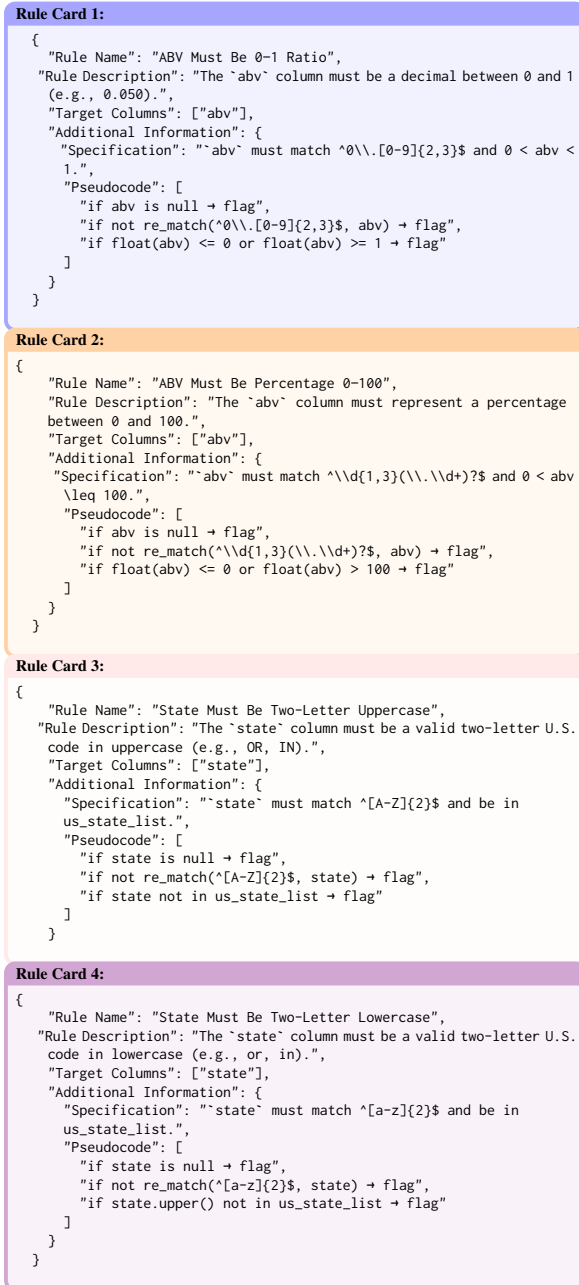 Rule Card 1:
{
"Rule Name": "ABV Must Be 0–1 Ratio",
"Rule Description": "The `abv` column must be a decimal between 0 and 1
(e.g., 0.050).",
"Target Columns": ["abv"],
"Additional Information": {
"Specification": "`abv` must match ^0\\.[0-9]{2,3}$ and 0 < abv <
1.",
"Pseudocode": [
"if abv is null → flag",
"if not re_match(^0\\.[0-9]{2,3}$, abv) → flag",
"if float(abv) <= 0 or float(abv) >= 1 → flag"
]
}
}
Rule Card 2:
{
"Rule Name": "ABV Must Be Percentage 0–100",
"Rule Description": "The `abv` column must represent a percentage
between 0 and 100.",
"Target Columns": ["abv"],
"Additional Information": {
"Specification": "`abv` must match ^\\d{1,3}(\\.\\d+)?$ and 0 < abv
\leq 100.",
"Pseudocode": [
"if abv is null → flag",
"if not re_match(^\\d{1,3}(\\.\\d+)?$, abv) → flag",
"if float(abv) <= 0 or float(abv) > 100 → flag"
]
}
}
Rule Card 3:
{
"Rule Name": "State Must Be Two-Letter Uppercase",
"Rule Description": "The `state` column must be a valid two-letter U.S.
code in uppercase (e.g., OR, IN).",
"Target Columns": ["state"],
"Additional Information": {
"Specification": "`state` must match ^[A-Z]{2}$ and be in
us_state_list.",
"Pseudocode": [
"if state is null → flag",
"if not re_match(^[A-Z]{2}$, state) → flag",
"if state not in us_state_list → flag"
]
}
Rule Card 4:
{
"Rule Name": "State Must Be Two-Letter Lowercase",
"Rule Description": "The `state` column must be a valid two-letter U.S.
code in lowercase (e.g., or, in).",
"Target Columns": ["state"],
"Additional Information": {
"Specification": "`state` must match ^[a-z]{2}$ and be in
us_state_list.",
"Pseudocode": [
"if state is null → flag",
"if not re_match(^[a-z]{2}$, state) → flag",
"if state.upper() not in us_state_list → flag"
]
}
}